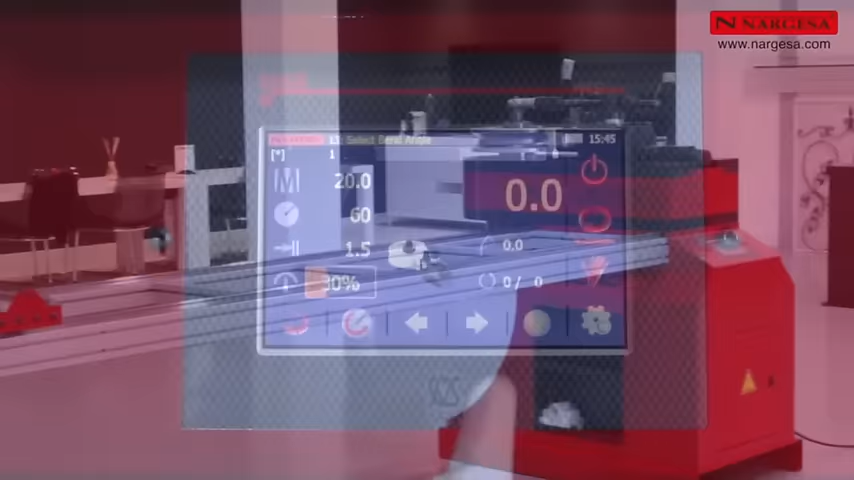 NARGESA
www.nargesa.com
Select Bend Angle
15:45
[*] 1
20.0
0.0
60
1.5
0.0
30%
0 / 0